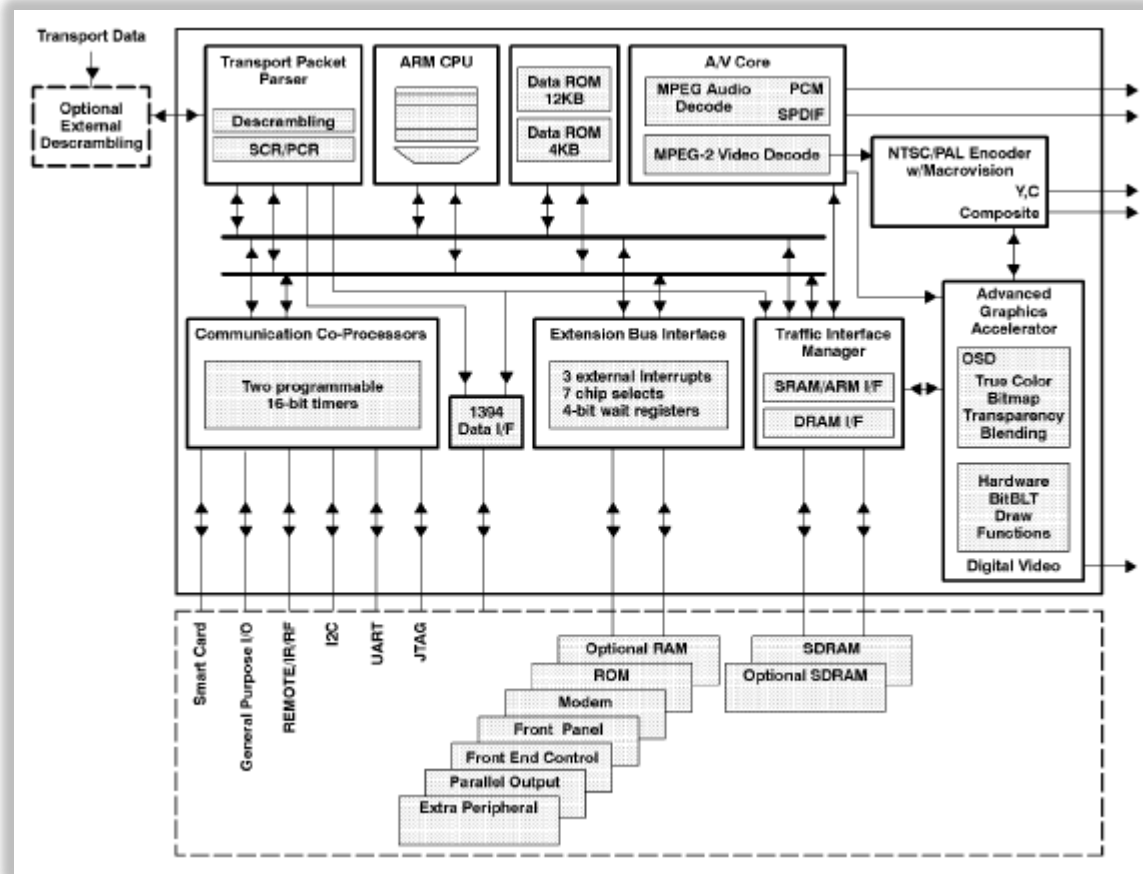 Transport Data
Optional
External
Descrambling
Transport Packet
Parser
Descrambling
SCR/PCR
ARM CPU
Data ROM
12KB
Data ROM
4KB
A/V Core
MPEG Audio
Decode
PCM
SPDIF
MPEG-2 Video Decode
NTSC/PAL Encoder
w/Macrovision
Y,C
Composite
Communication Co-Processors
Two programmable
16-bit timers
1394
Data I/F
Extension Bus Interface
3 external Interrupts
7 chip selects
4-bit wait registers
Traffic Interface
Manager
SRAM/ARM I/F
DRAM I/F
Advanced
Graphics
Accelerator
OSD
True Color
Bitmap
Transparency
Blending
Hardware
BitBLT
Draw
Functions
Digital Video
Smart Card
General Purpose I/O
REMOTE/IR/RF
I2C
UART
JTAG
Optional RAM
ROM
Modem
Front Panel
Front End Control
Parallel Output
Extra Peripheral
SDRAM
Optional SDRAM